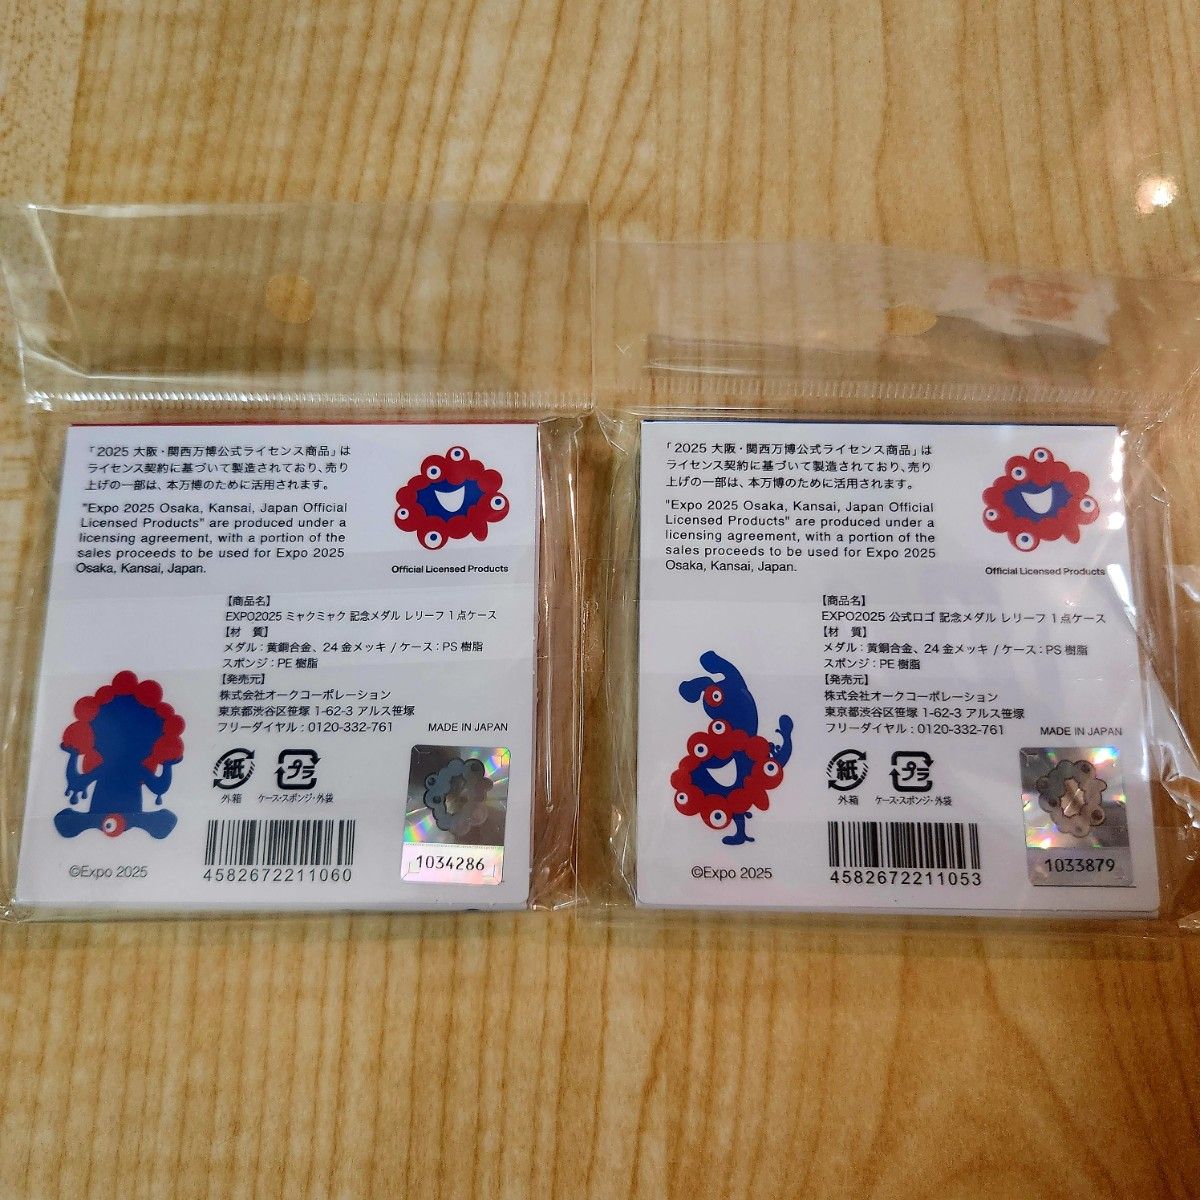 「2025 大阪・関西万博公式ライセンス商品」は
ライセンス契約に基づいて製造されており、売り
上げの一部は、本万博のために活用されます。
"Expo 2025 Osaka, Kansai, Japan Official
Licensed Products" are produced under a
licensing agreement, with a portion of the
sales proceeds to be used for Expo 2025
Osaka, Kansai, Japan.
Official Licensed Products
【商品名】
EXPO2025 ミャクミャク 記念メダル レリーフ 1点ケース
【材　質】
メダル：黄銅合金、24金メッキ / ケース：PS樹脂
スポンジ：PE樹脂
【発売元】
株式会社オークコーポレーション
東京都渋谷区笹塚 1-62-3 アルス笹塚
フリーダイヤル：0120-332-761
MADE IN JAPAN
紙
外箱
プラ
ケース・スポンジ・外袋
1034286
©Expo 2025
4582672211060
「2025 大阪・関西万博公式ライセンス商品」は
ライセンス契約に基づいて製造されており、売り
上げの一部は、本万博のために活用されます。
"Expo 2025 Osaka, Kansai, Japan Official
Licensed Products" are produced under a
licensing agreement, with a portion of the
sales proceeds to be used for Expo 2025
Osaka, Kansai, Japan.
Official Licensed Products
【商品名】
EXPO2025 公式ロゴ 記念メダル レリーフ 1点ケース
【材　質】
メダル：黄銅合金、24金メッキ / ケース：PS樹脂
スポンジ：PE樹脂
【発売元】
株式会社オークコーポレーション
東京都渋谷区笹塚 1-62-3 アルス笹塚
フリーダイヤル：0120-332-761
MADE IN JAPAN
紙
外箱
プラ
ケース・スポンジ・外袋
1033879
©Expo 2025
4582672211053